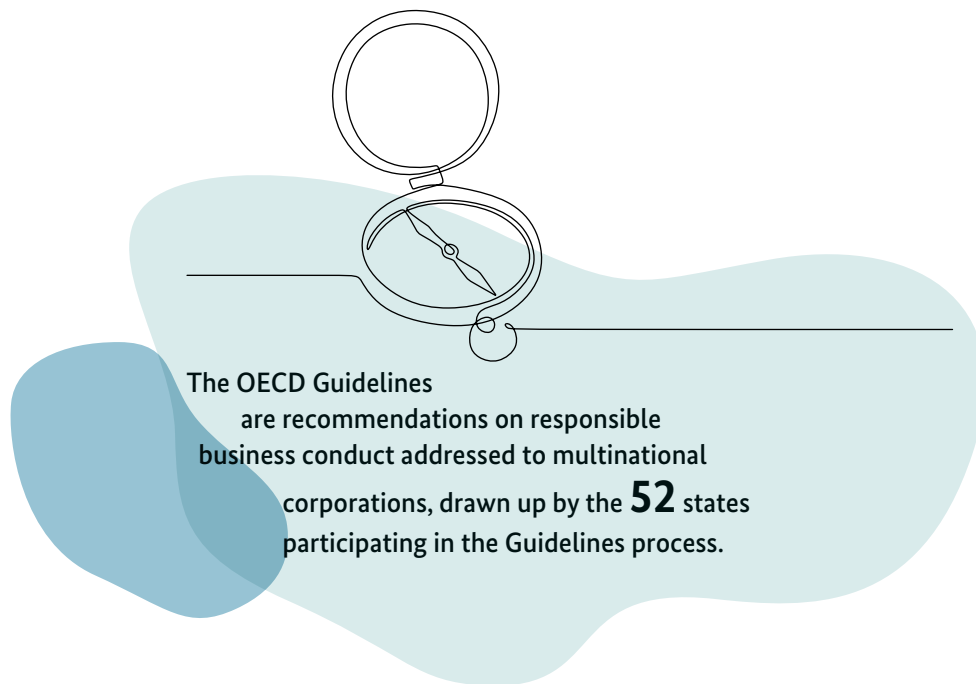 The OECD Guidelines
are recommendations on responsible
business conduct addressed to multinational
corporations, drawn up by the 52 states
participating in the Guidelines process.